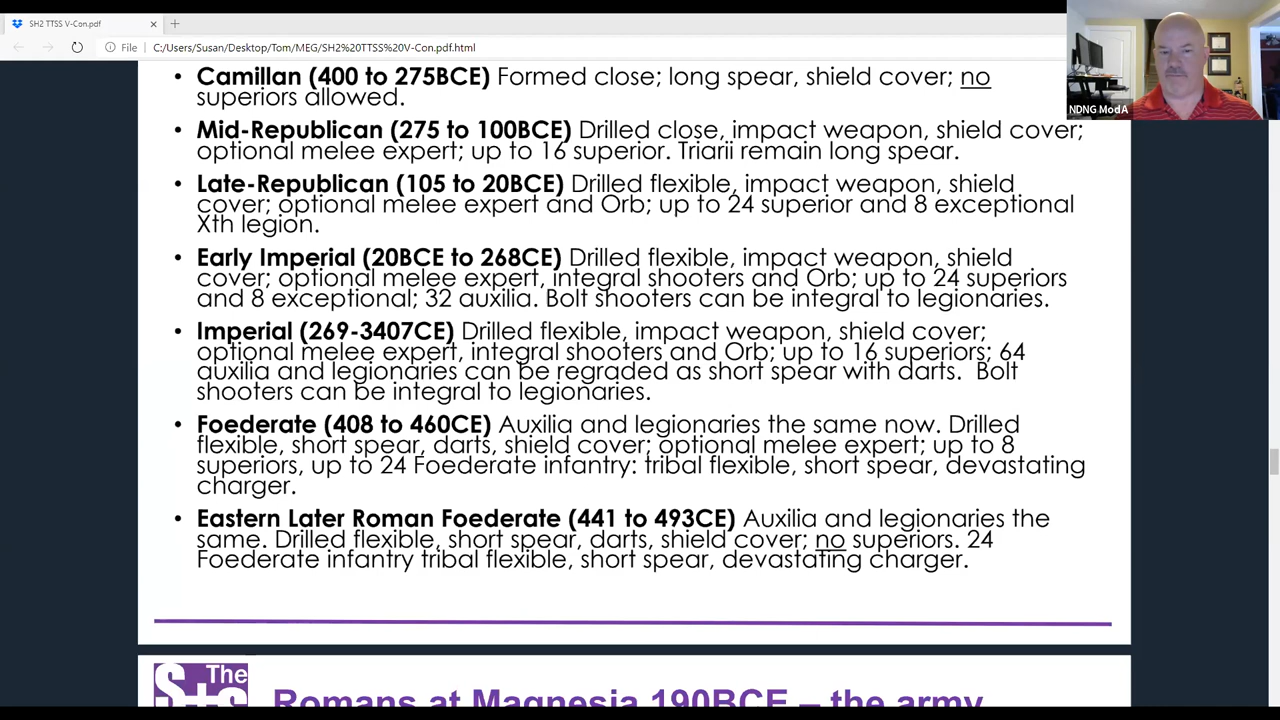 SH2 TTSS V-Con.pdf
File C:/Users/Susan/Desktop/Tom/MEG/SH2%20TTSS%20V-Con.pdf.html
NDNG ModA
• Camillan (400 to 275BCE) Formed close; long spear, shield cover; no
superiors allowed.
• Mid-Republican (275 to 100BCE) Drilled close, impact weapon, shield cover;
optional melee expert; up to 16 superior. Triarii remain long spear.
• Late-Republican (105 to 20BCE) Drilled flexible, impact weapon, shield
cover; optional melee expert and Orb; up to 24 superior and 8 exceptional
Xth legion.
• Early Imperial (20BCE to 268CE) Drilled flexible, impact weapon, shield
cover; optional melee expert, integral shooters and Orb; up to 24 superiors
and 8 exceptional; 32 auxilia. Bolt shooters can be integral to legionaries.
• Imperial (269-3407CE) Drilled flexible, impact weapon, shield cover;
optional melee expert, integral shooters and Orb; up to 16 superiors; 64
auxilia and legionaries can be regraded as short spear with darts. Bolt
shooters can be integral to legionaries.
• Foederate (408 to 460CE) Auxilia and legionaries the same now. Drilled
flexible, short spear, darts, shield cover; optional melee expert; up to 8
superiors, up to 24 Foederate infantry: tribal flexible, short spear, devastating
charger.
• Eastern Later Roman Foederate (441 to 493CE) Auxilia and legionaries the
same. Drilled flexible, short spear, darts, shield cover; no superiors. 24
Foederate infantry tribal flexible, short spear, devastating charger.
The
Romans at Magnesia 190BCE – the army